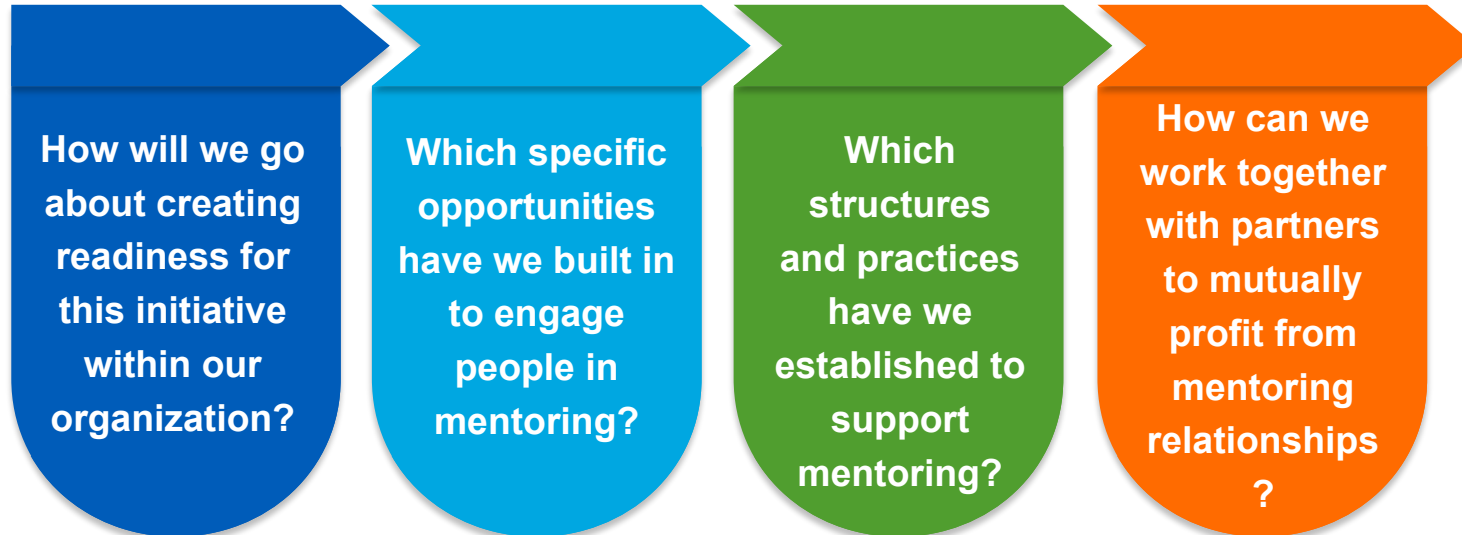 How will we go
about creating
readiness for
this initiative
within our
organization?
Which specific
opportunities
have we built in
to engage
people in
mentoring?
Which
structures
and practices
have we
established to
support
mentoring?
How can we
work together
with partners
to mutually
profit from
mentoring
relationships
?